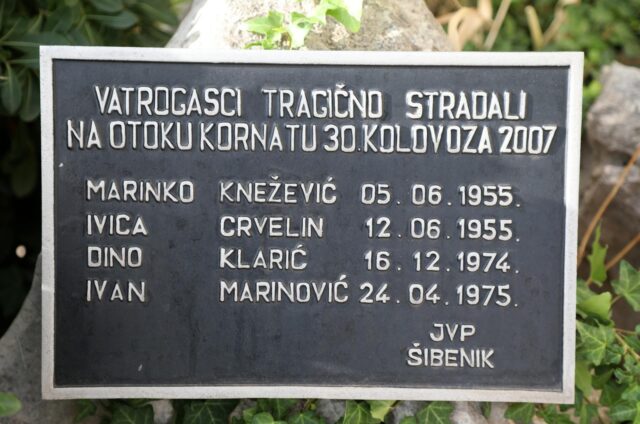 VATROGASCI TRAGIČNO STRADALI
NA OTOKU KORNATU 30. KOLOVOZA 2007
MARINKO KNEŽEVIĆ 05. 06. 1955.
IVICA CRVELIN 12. 06. 1955.
DINO KLARIĆ 16. 12. 1974.
IVAN MARINOVIĆ 24. 04. 1975.
JVP
ŠIBENIK